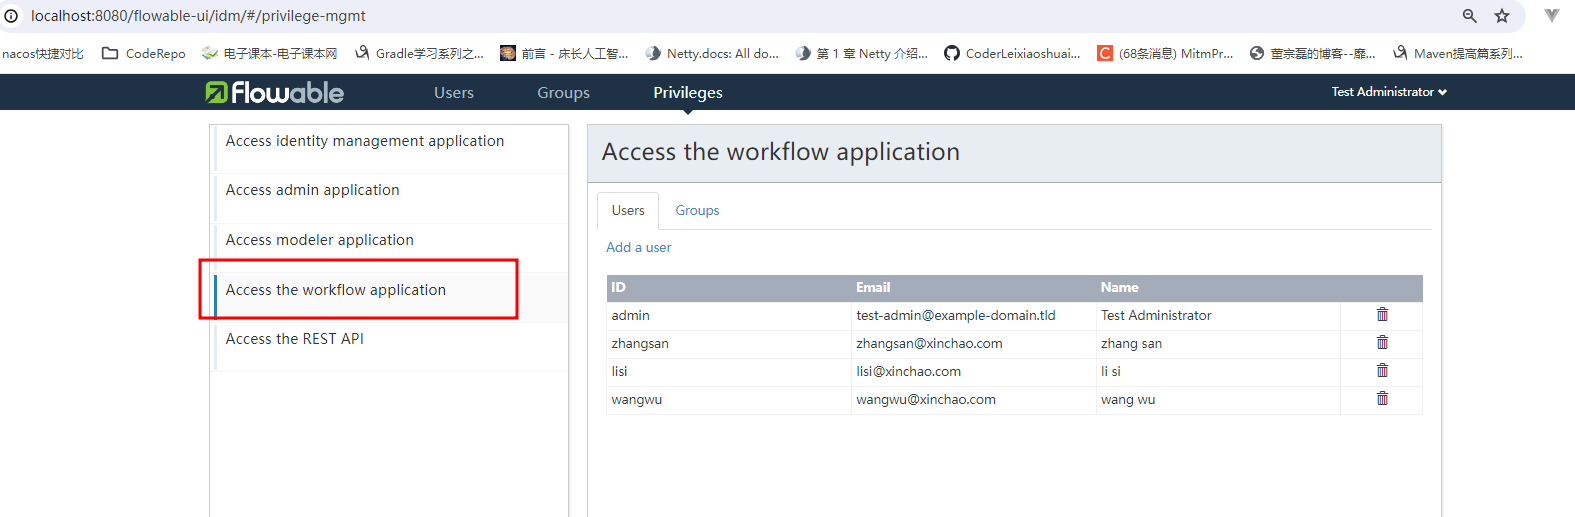 localhost:8080/flowable-ui/idm/#/privilege-mgmt
nacos快捷对比 CodeRepo 电子课本-电子课本网 Gradle学习系列之... 前言 - 床长人工智... Netty.docs: All do... 第 1 章 Netty 介绍... CoderLeixiaoshuai... (68条消息) MitmPr... 董宗磊的博客--靡... Maven提高篇系列...
flowable Users Groups Privileges Test Administrator
Access identity management application
Access admin application
Access modeler application
Access the workflow application
Access the REST API
Access the workflow application
Users Groups
Add a user
ID Email Name
admin test-admin@example-domain.tld Test Administrator
zhangsan zhangsan@xinchao.com zhang san
lisi lisi@xinchao.com li si
wangwu wangwu@xinchao.com wang wu